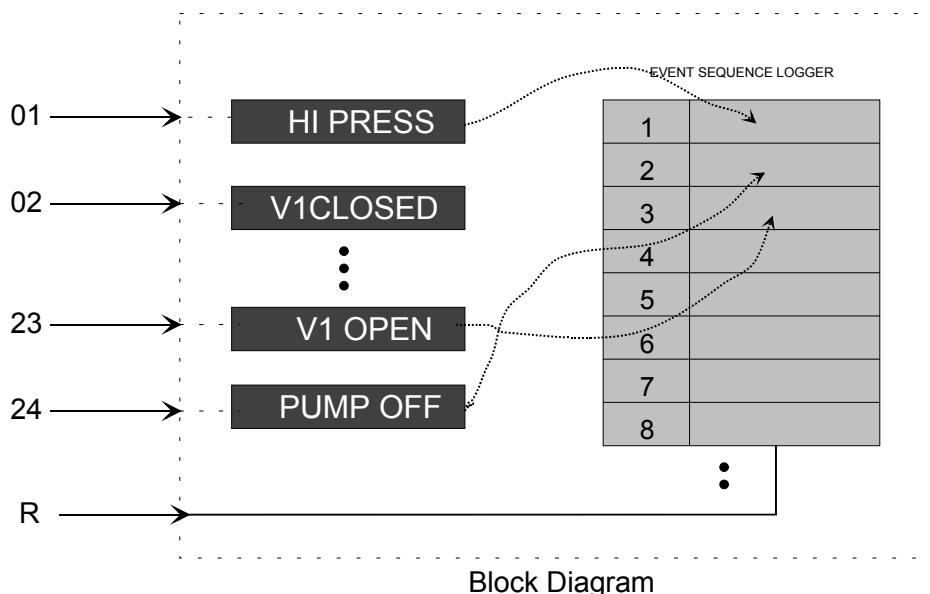 EVENT SEQUENCE LOGGER
01
HI PRESS
1
2
02
V1CLOSED
3
4
5
23
V1 OPEN
6
7
24
PUMP OFF
8
R
Block Diagram